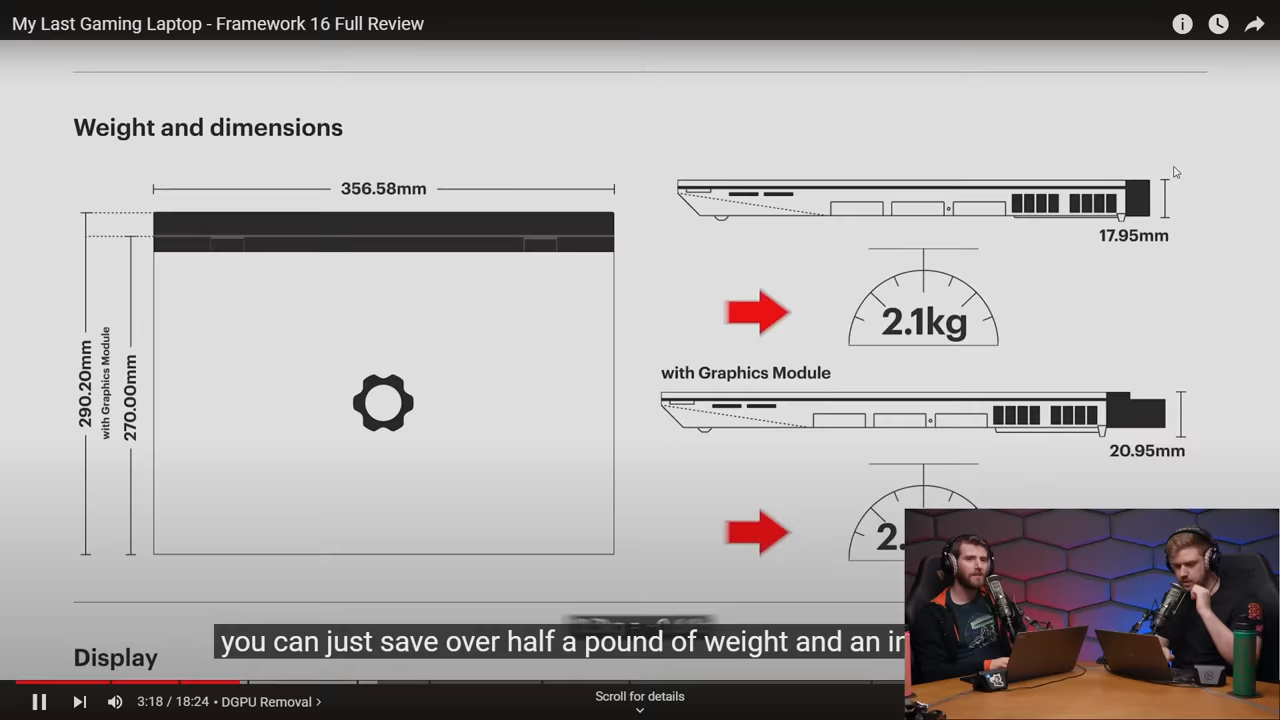 My Last Gaming Laptop - Framework 16 Full Review
Weight and dimensions
356.58mm
290.20mm
with Graphics Module
270.00mm
17.95mm
2.1kg
with Graphics Module
20.95mm
2.
you can just save over half a pound of weight and an
Display
3:18 / 18:24 • DGPU Removal >
Scroll for details